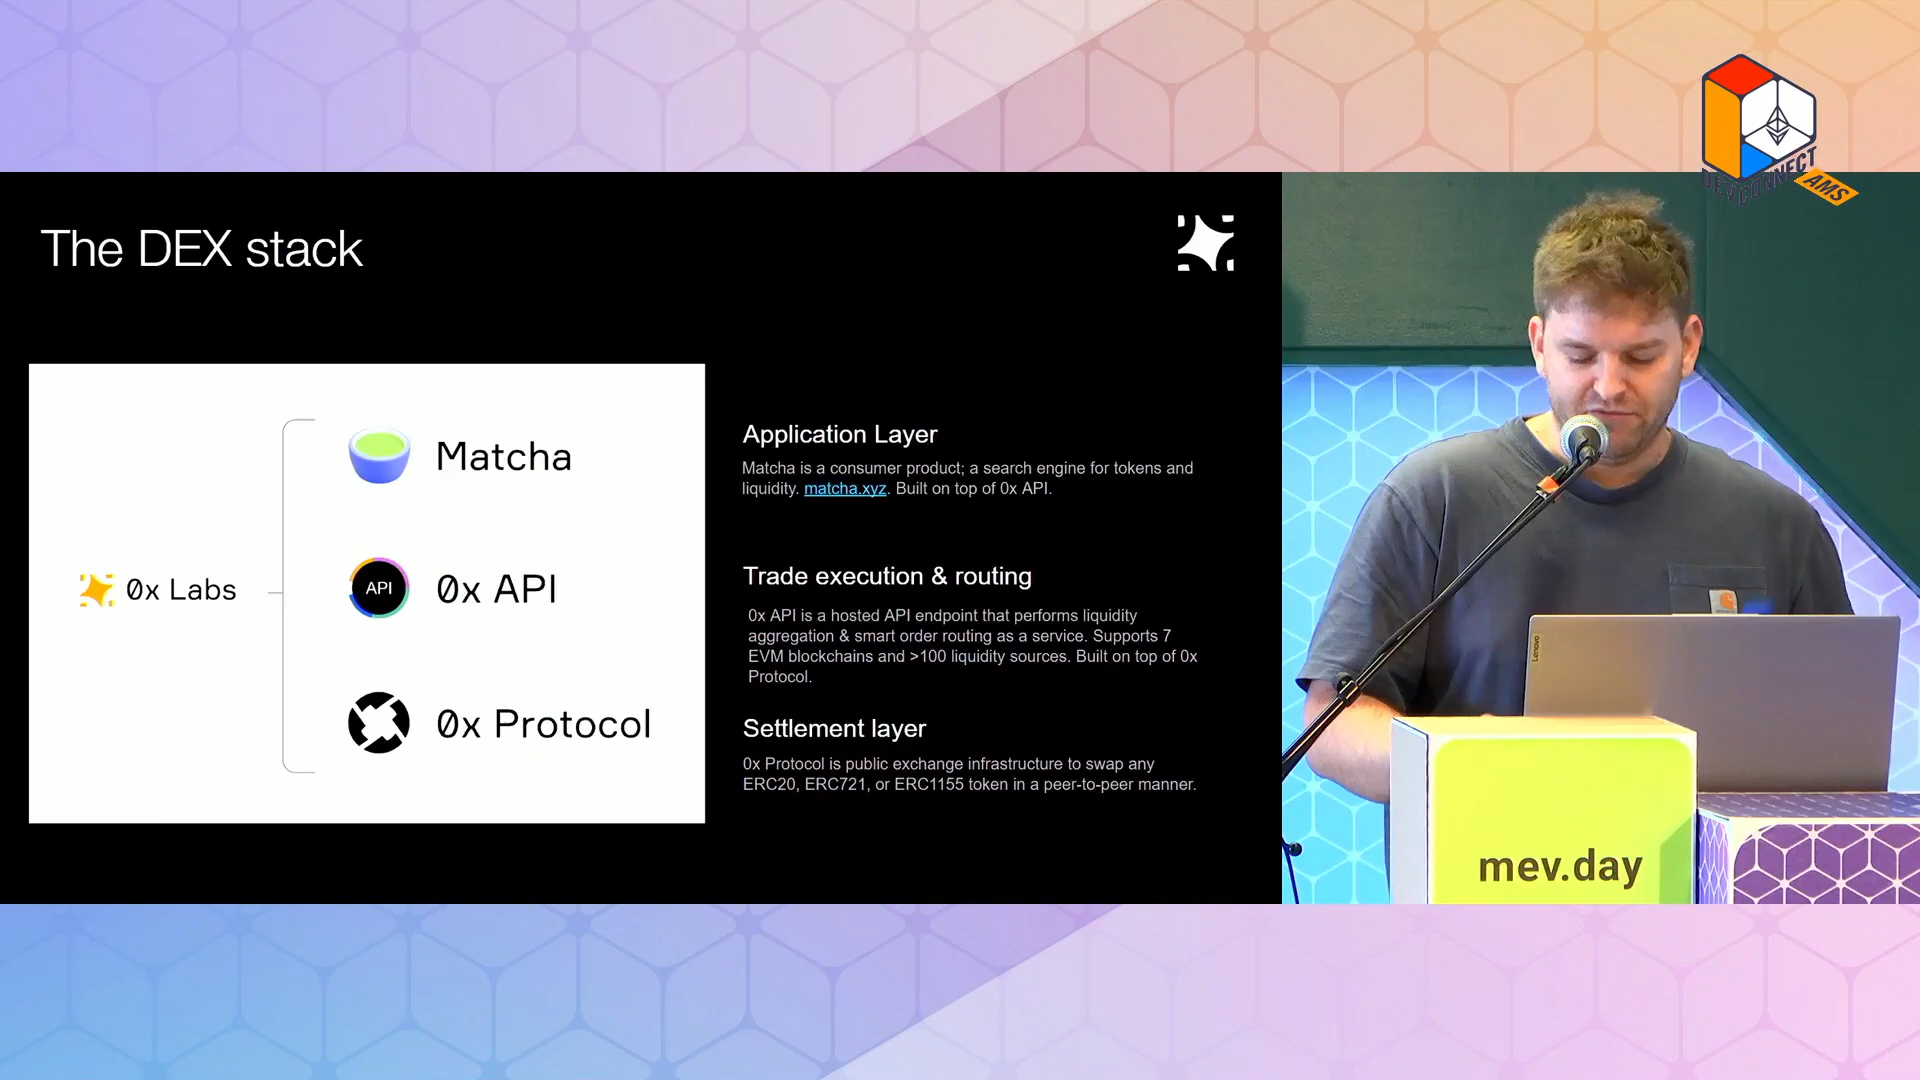 DEVCONNECT
AMS
The DEX stack
0x Labs
Matcha
API
0x API
0x Protocol
Application Layer
Matcha is a consumer product; a search engine for tokens and
liquidity. matcha.xyz. Built on top of 0x API.
Trade execution & routing
0x API is a hosted API endpoint that performs liquidity
aggregation & smart order routing as a service. Supports 7
EVM blockchains and >100 liquidity sources. Built on top of 0x
Protocol.
Settlement layer
0x Protocol is public exchange infrastructure to swap any
ERC20, ERC721, or ERC1155 token in a peer-to-peer manner.
Lenovo
mev.day